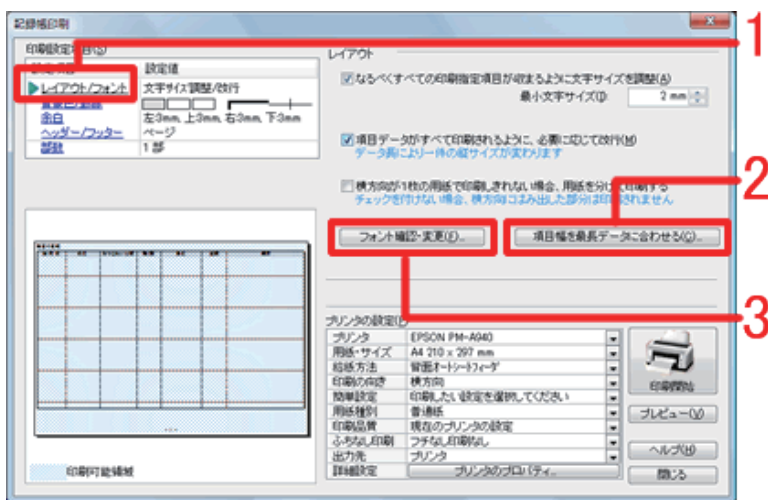 記録帳印刷
1
印刷設定項目(S)
設定項目 設定値
レイアウト/フォント 文字サイズ調整/改行
余白 左3mm, 上3mm, 右3mm, 下3mm
ヘッダー/フッター ページ
部数 1 部
レイアウト
なるべくすべての印刷指定項目が収まるように文字サイズを調整(A)
最小文字サイズ(I): 2 mm
項目データがすべて印刷されるように、必要に応じて改行(M)
データ長により一件の縦サイズが変わります
2
横方向が1枚の用紙で印刷しきれない場合、用紙を分けて印刷する
チェックを付けない場合、横方向にはみ出した部分は印刷されません
フォント確認・変更(F)... 項目幅を最長データに合わせる(C)...
3
プリンタの設定(P)
プリンタ EPSON PM-A940
用紙・サイズ A4 210 x 297 mm
給紙方法 背面オートシートフィーダ
印刷の向き 横方向
簡単設定 印刷したい設定を選択してください
用紙種別 普通紙
印刷品質 現在のプリンタの設定
ふちなし印刷 フチなし印刷なし
出力先 プリンタ
詳細設定 プリンタのプロパティ...
印刷開始
プレビュー(V)
ヘルプ(H)
閉じる
印刷可能領域